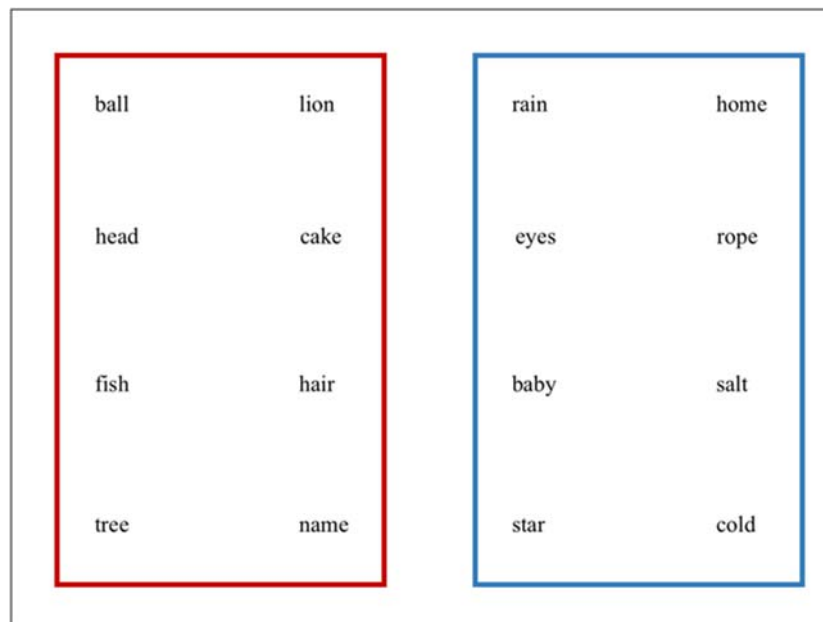 ball lion
head cake
fish hair
tree name
rain home
eyes rope
baby salt
star cold